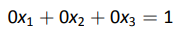 0x₁ + 0x₂ + 0x₃ = 1